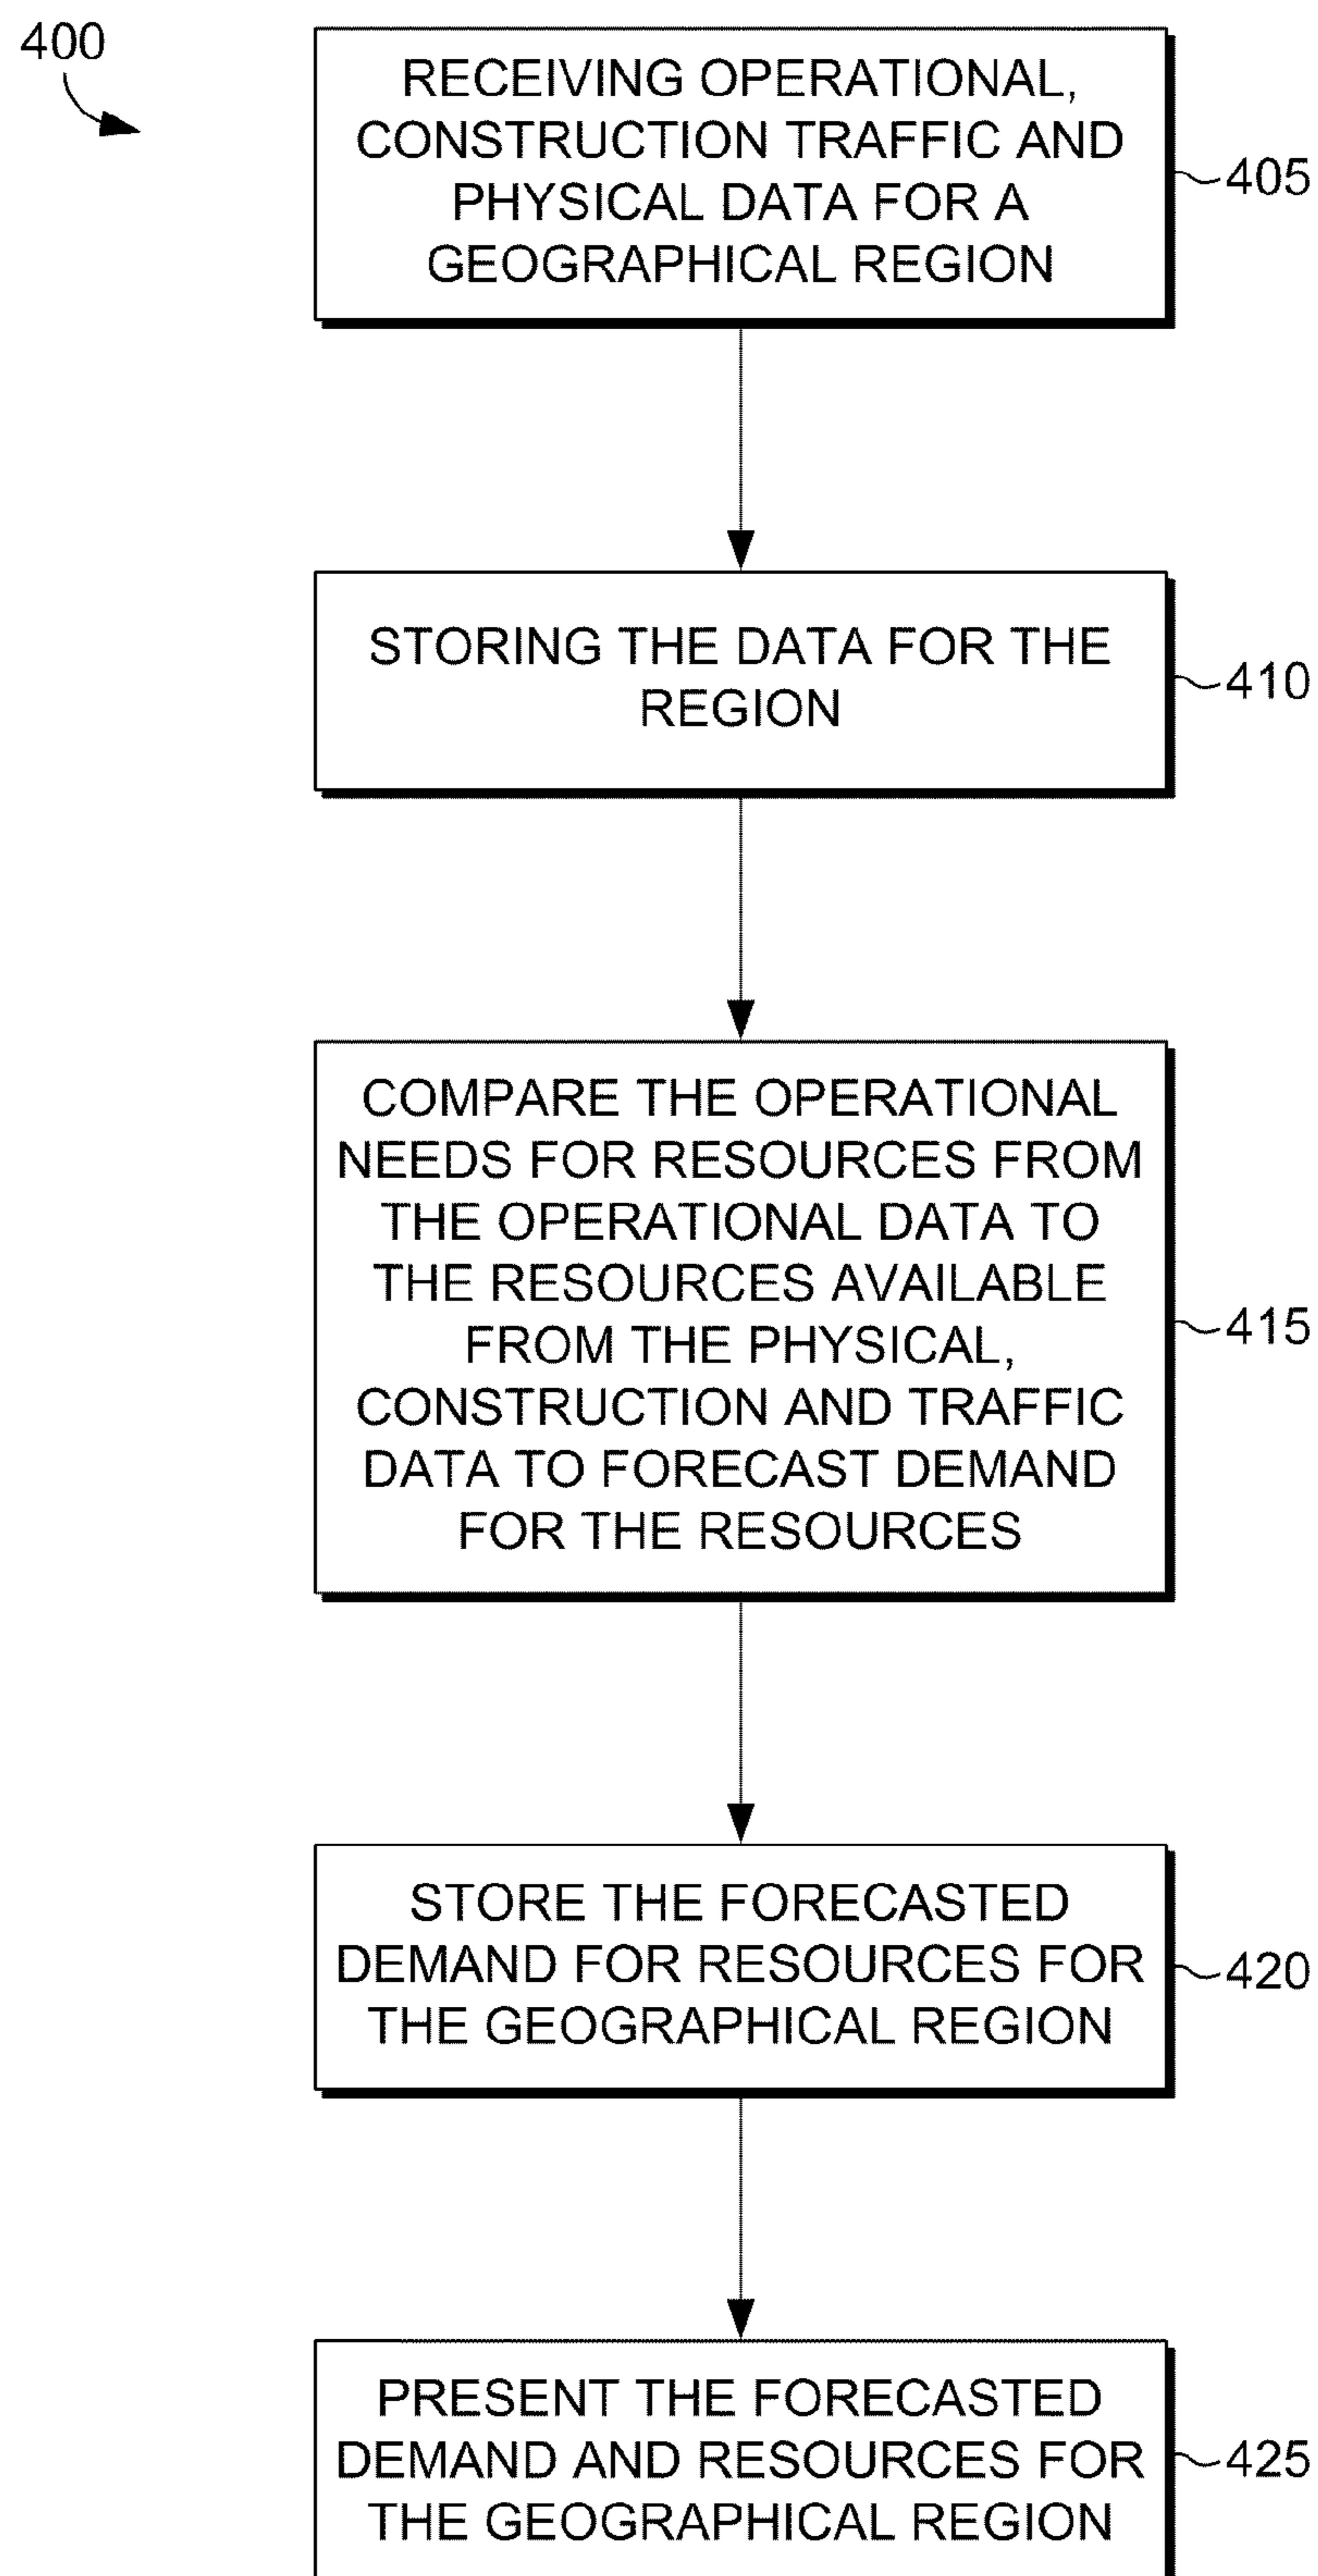 400
RECEIVING OPERATIONAL,
CONSTRUCTION TRAFFIC AND
PHYSICAL DATA FOR A
GEOGRAPHICAL REGION
405
STORING THE DATA FOR THE
REGION
410
COMPARE THE OPERATIONAL
NEEDS FOR RESOURCES FROM
THE OPERATIONAL DATA TO
THE RESOURCES AVAILABLE
FROM THE PHYSICAL,
CONSTRUCTION AND TRAFFIC
DATA TO FORECAST DEMAND
FOR THE RESOURCES
415
STORE THE FORECASTED
DEMAND FOR RESOURCES FOR
THE GEOGRAPHICAL REGION
420
PRESENT THE FORECASTED
DEMAND AND RESOURCES FOR
THE GEOGRAPHICAL REGION
425